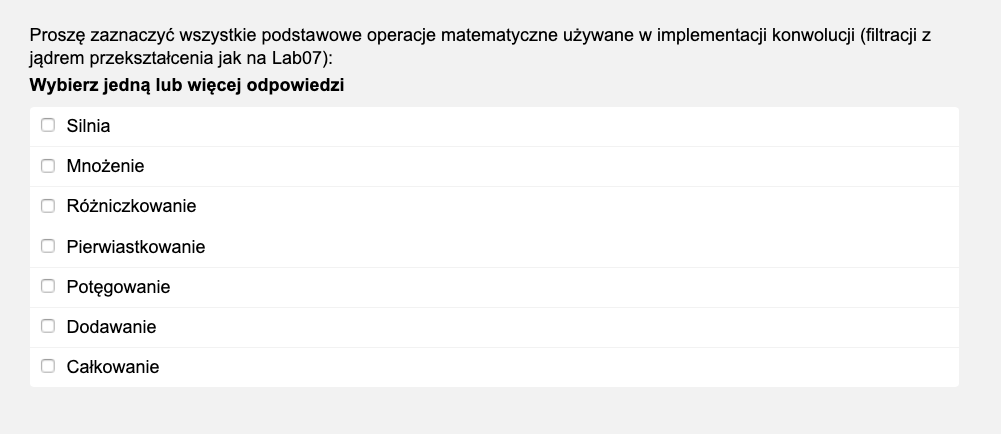 Proszę zaznaczyć wszystkie podstawowe operacje matematyczne używane w implementacji konwolucji (filtracji z
jądrem przekształcenia jak na Lab07):
Wybierz jedną lub więcej odpowiedzi
Silnia
Mnożenie
Różniczkowanie
Pierwiastkowanie
Potęgowanie
Dodawanie
Całkowanie